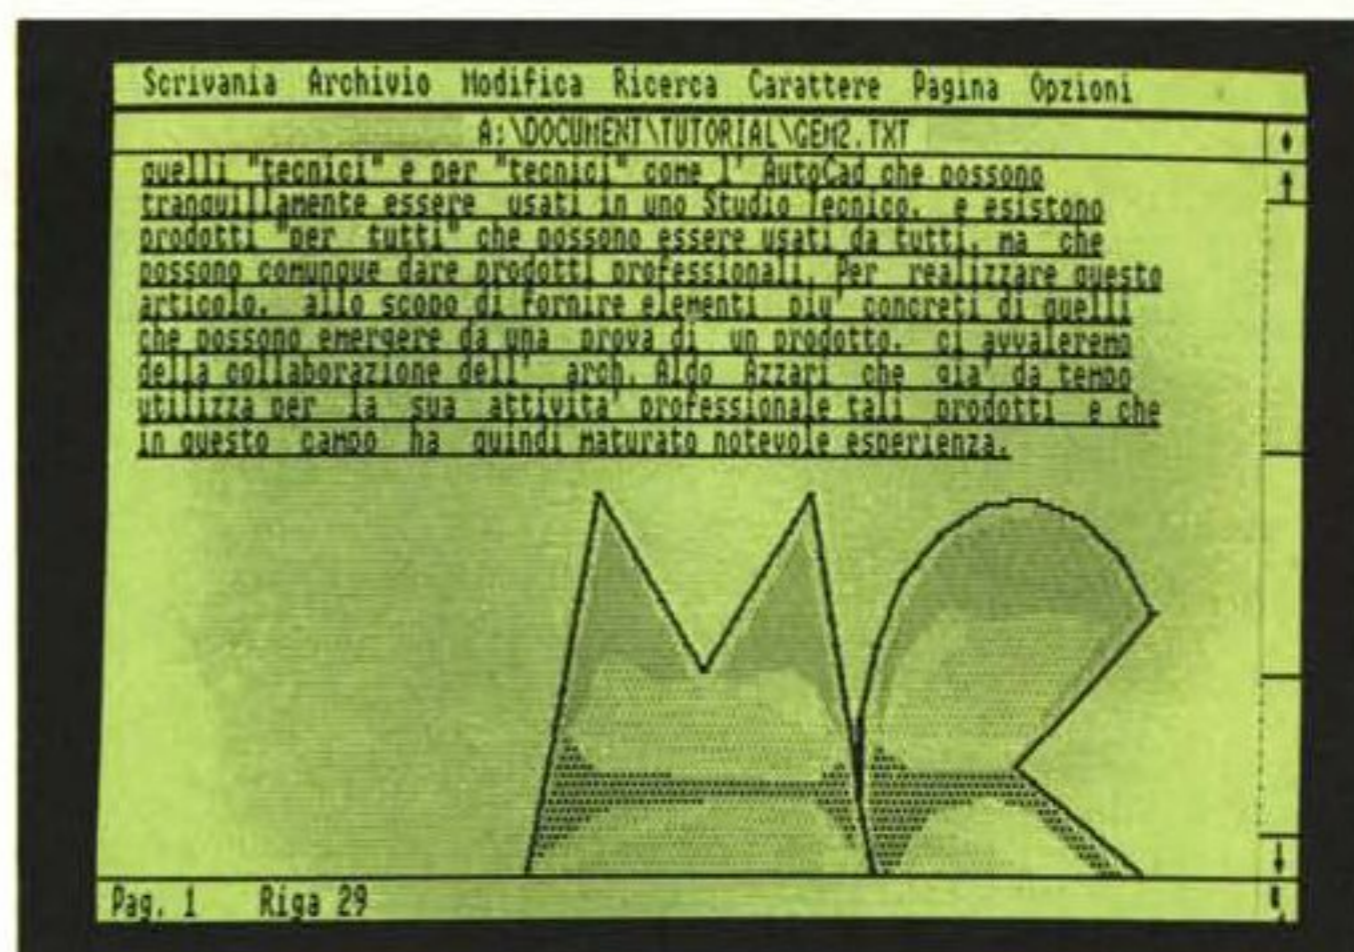 Scrivania Archivio Modifica Ricerca Carattere Pagina Opzioni
A:\DOCUMENT\TUTORIAL\GEM2.TXT
quelli "tecnici" e per "tecnici" come l' AutoCad che possono
tranquillamente essere usati in uno Studio Tecnico, e esistono
prodotti "per tutti" che possono essere usati da tutti, ma che
possono comunque dare prodotti professionali. Per realizzare questo
articolo, allo scopo di fornire elementi piu' concreti di quelli
che possono emergere da una prova di un prodotto, ci avvaleremo
della collaborazione dell' arch. Aldo Azzari che gia' da tempo
utilizza per la sua attivita' professionale tali prodotti e che
in questo campo ha quindi maturato notevole esperienza.
MC
Pag. 1 Riga 29